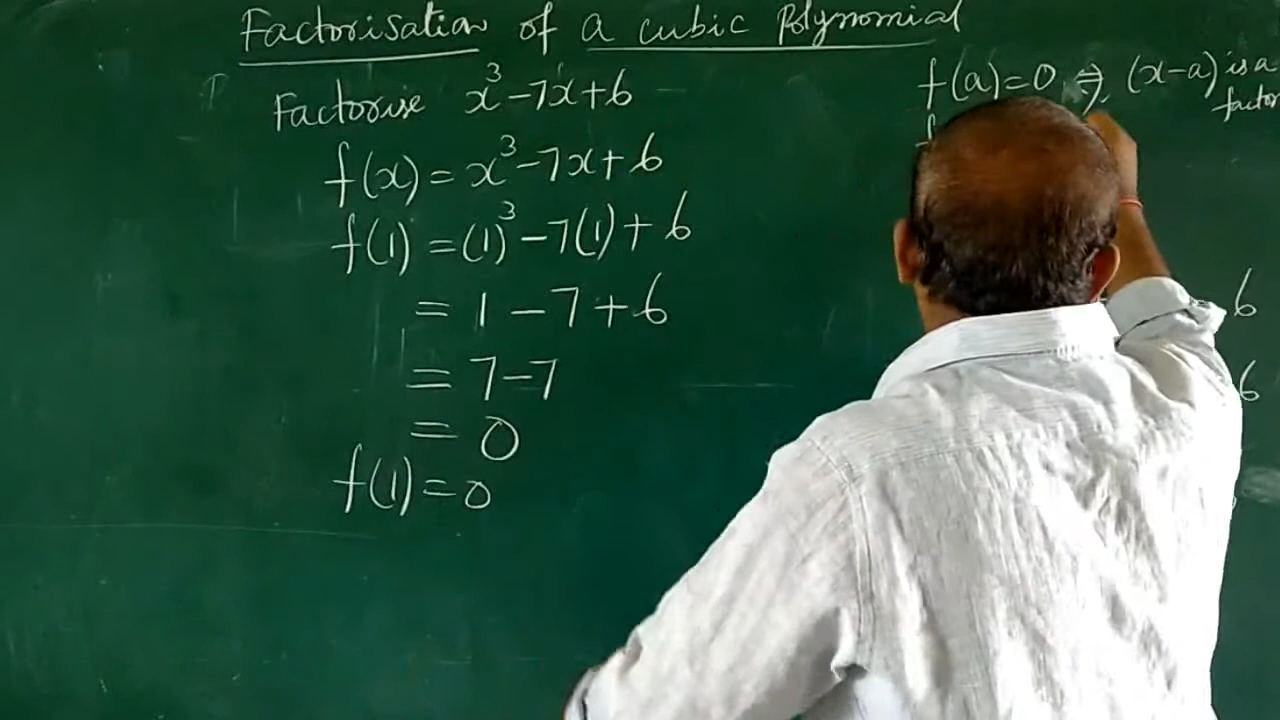 Factorisation of a cubic Polynomial
Factorise x³-7x+6
f(x) = x³-7x+6
f(1) = (1)³-7(1)+6
= 1-7+6
= 7-7
= 0
f(1)=0
f(a)=0 ⇒ (x-a) is a
factor
6
6